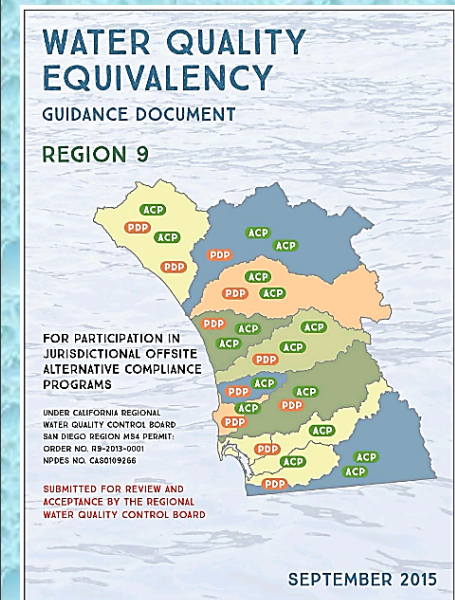 WATER QUALITY
EQUIVALENCY
GUIDANCE DOCUMENT
REGION 9
ACP
PDP
ACP
PDP
ACP
ACP
PDP
ACP
PDP
ACP
PDP
ACP
ACP
ACP
ACP
PDP
PDP
ACP
ACP
PDP
ACP
PDP
ACP
PDP
ACP
ACP
ACP
PDP
FOR PARTICIPATION IN
JURISDICTIONAL OFFSITE
ALTERNATIVE COMPLIANCE
PROGRAMS
UNDER CALIFORNIA REGIONAL
WATER QUALITY CONTROL BOARD
SAN DIEGO REGION MS4 PERMIT:
ORDER NO. R9-2013-0001
NPDES NO. CAS0109266
SUBMITTED FOR REVIEW AND
ACCEPTANCE BY THE REGIONAL
WATER QUALITY CONTROL BOARD
SEPTEMBER 2015